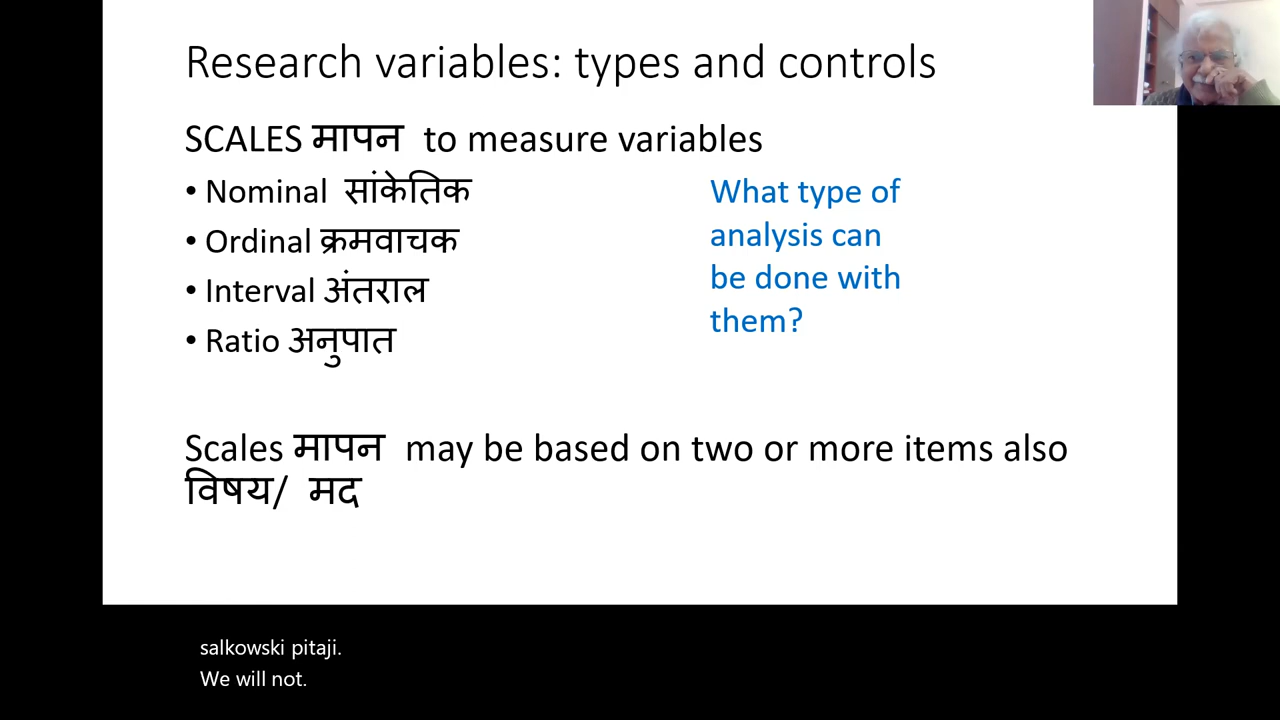 Research variables: types and controls
SCALES मापन to measure variables
• Nominal सांकेतिक
• Ordinal क्रमवाचक
• Interval अंतराल
• Ratio अनुपात
What type of
analysis can
be done with
them?
Scales मापन may be based on two or more items also
विषय/ मद
salkowski pitaji.
We will not.